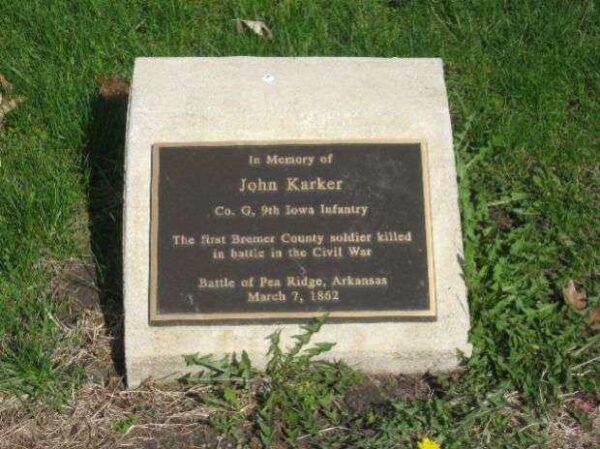 In Memory of
John Karker
Co. G, 9th Iowa Infantry
The first Bremer County soldier killed
in battle in the Civil War
Battle of Pea Ridge, Arkansas
March 7, 1862